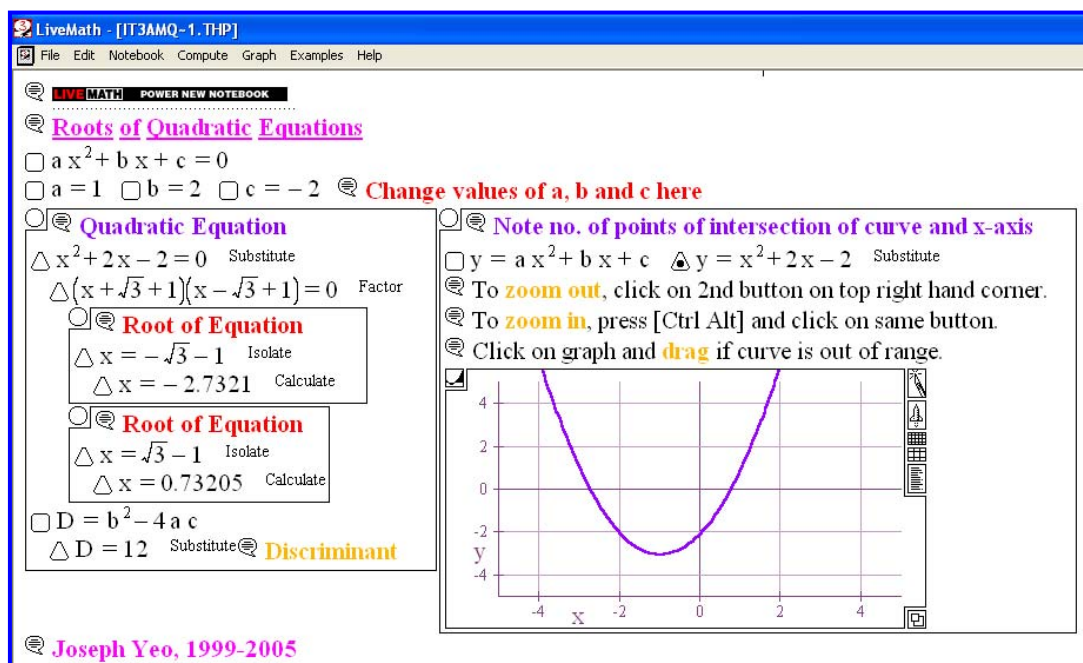 LiveMath - [IT3AMQ~1.THP]
File Edit Notebook Compute Graph Examples Help
LIVE MATH POWER NEW NOTEBOOK
Roots of Quadratic Equations
a x² + b x + c = 0
a = 1 b = 2 c = − 2 Change values of a, b and c here
Quadratic Equation
x² + 2 x − 2 = 0 Substitute
(x + √3 + 1)(x − √3 + 1) = 0 Factor
Root of Equation
x = − √3 − 1 Isolate
x = − 2.7321 Calculate
Root of Equation
x = √3 − 1 Isolate
x = 0.73205 Calculate
D = b² − 4 a c
D = 12 Substitute Discriminant
Note no. of points of intersection of curve and x-axis
y = a x² + b x + c y = x² + 2 x − 2 Substitute
To zoom out, click on 2nd button on top right hand corner.
To zoom in, press [Ctrl Alt] and click on same button.
Click on graph and drag if curve is out of range.
4
2
0
-2
y
-4
-4 -2 0 2 4
x
Joseph Yeo, 1999-2005